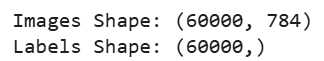 Images Shape: (60000, 784)
Labels Shape: (60000,)